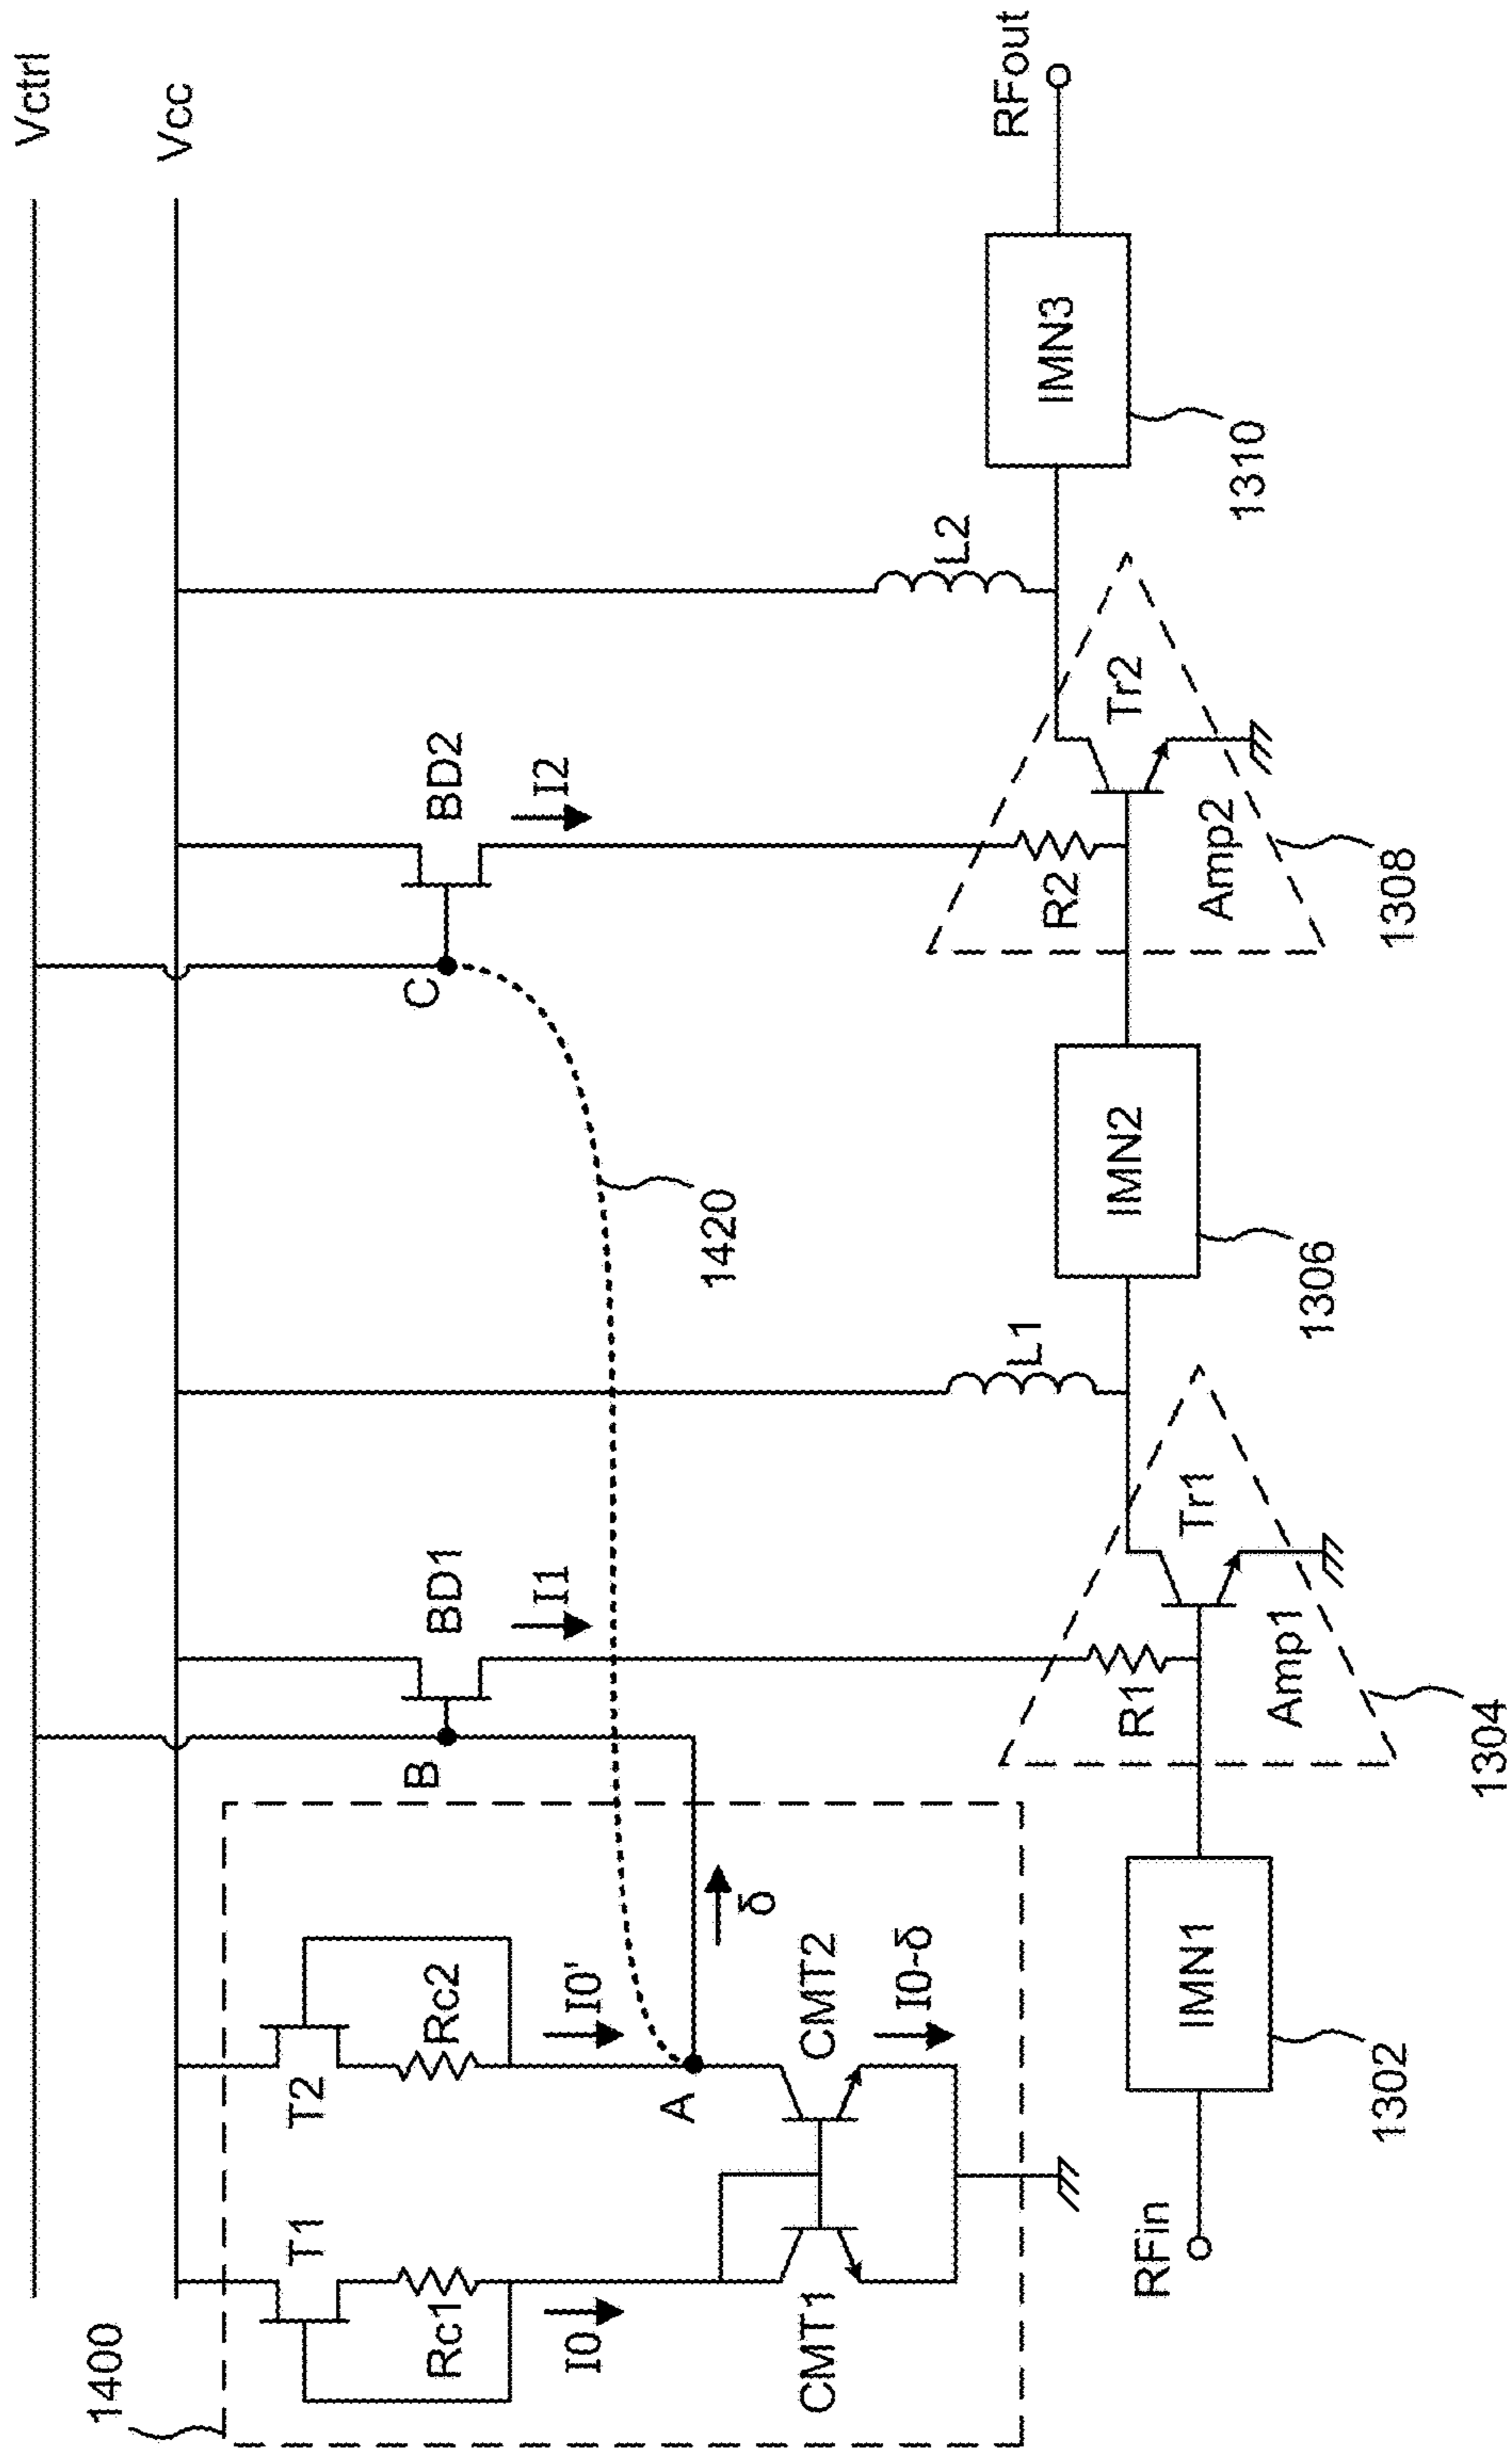 Vctrl
Vcc
1400
T1
T2
Rc1
Rc2
I0
I0'
A
δ
CMT1
CMT2
I0-δ
B
BD1
I1
C
BD2
I2
1420
L1
L2
R1
Tr1
Amp1
1304
R2
Tr2
Amp2
1308
RFin
IMN1
1302
IMN2
1306
IMN3
1310
RFout